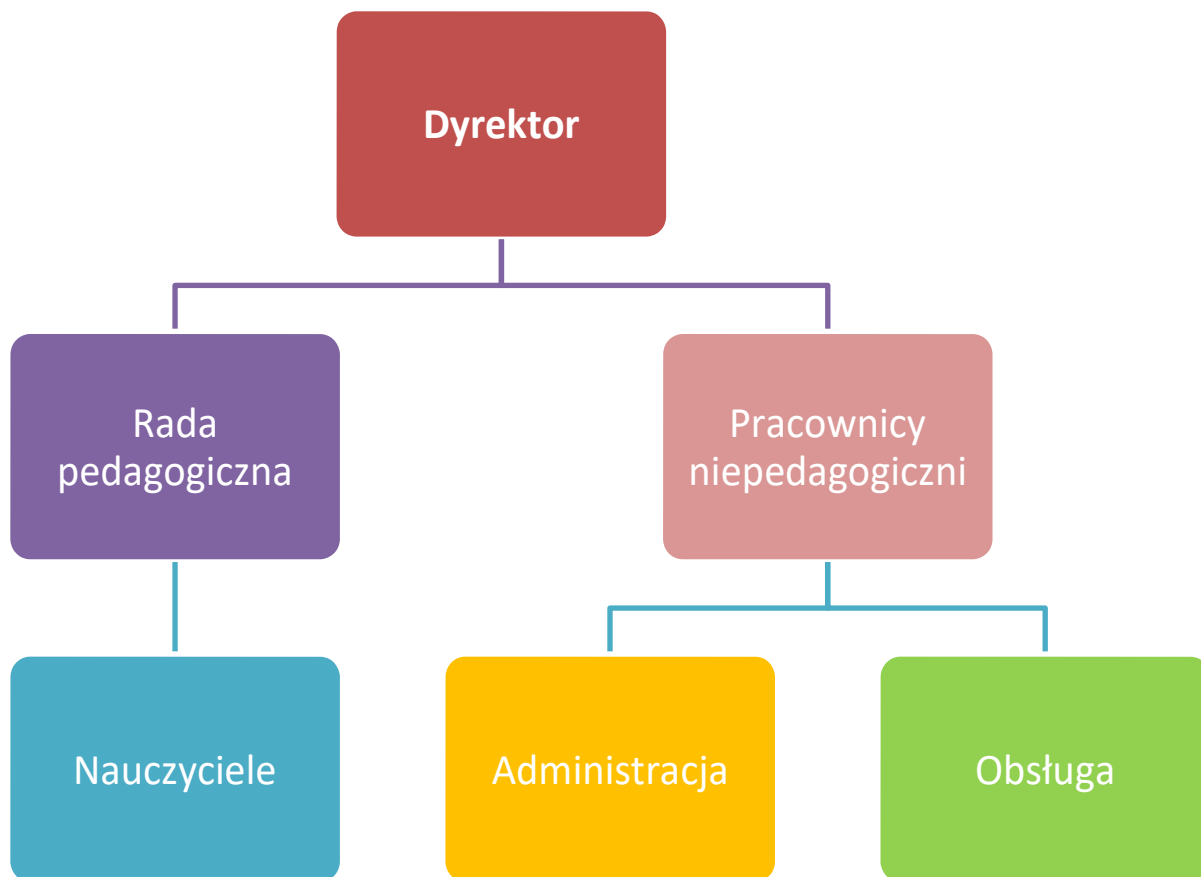 Dyrektor
Rada
pedagogiczna
Pracownicy
niepedagogiczni
Nauczyciele
Administracja
Obsługa